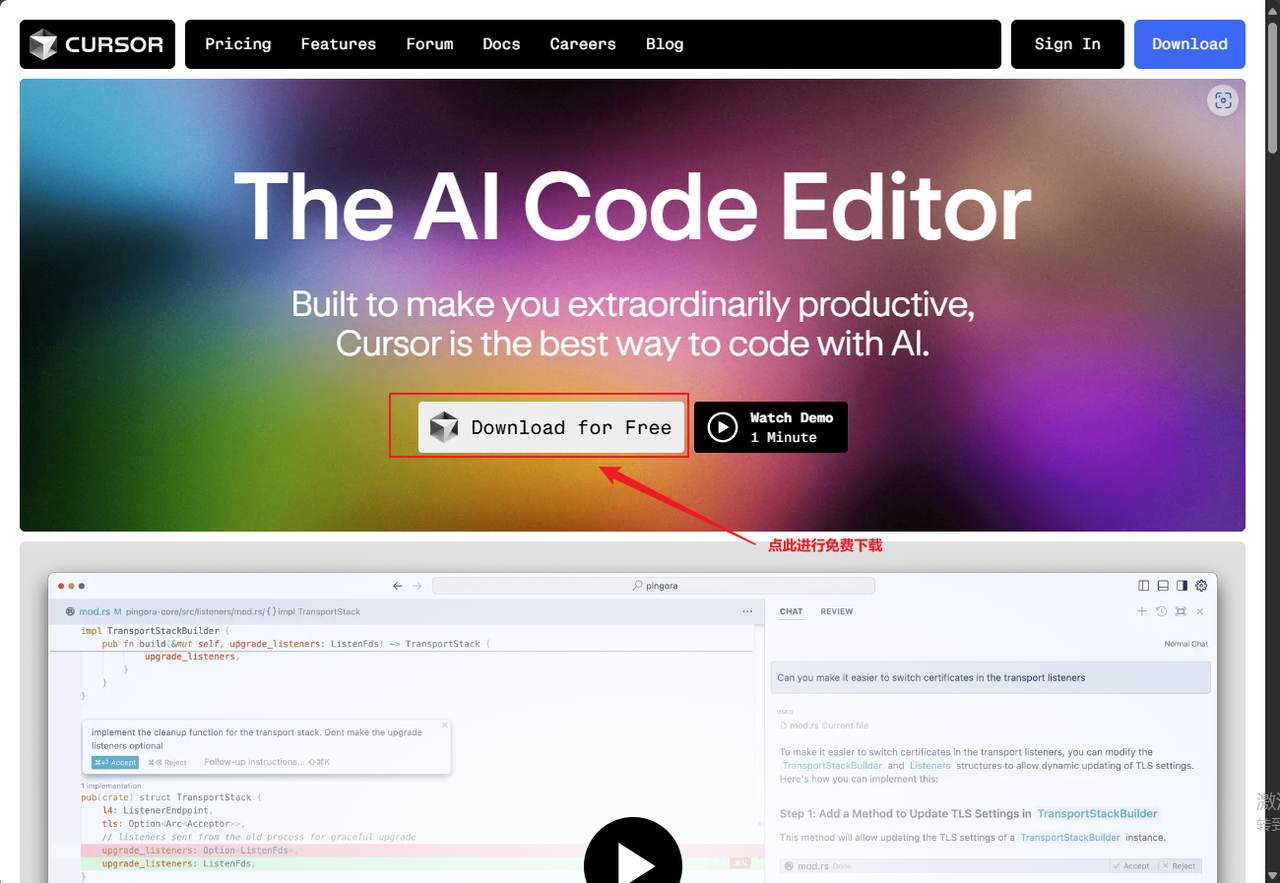 CURSOR
Pricing Features Forum Docs Careers Blog
Sign In
Download
The AI Code Editor
Built to make you extraordinarily productive,
Cursor is the best way to code with AI.
Download for Free
Watch Demo
1 Minute
点此进行免费下载
pingora
mod.rs M pingora-core/src/listeners/mod.rs/ {} impl TransportStack
impl TransportStackBuilder {
pub fn build(&mut self, upgrade_listeners: ListenFds) -> TransportStack {
upgrade_listeners,
}
)
}
implement the cleanup function for the transport stack. Dont make the upgrade
listeners optional
⌘⏎ Accept ⌘⌫ Reject Follow-up instructions... ⇧⌘K
1 implementation
pub(crate) struct TransportStack {
l4: ListenerEndpoint,
tls: Option<Arc<Acceptor>>,
// listeners sent from the old process for graceful upgrade
upgrade_listeners: Option<ListenFds>,
upgrade_listeners: ListenFds,
}
CHAT REVIEW
Normal Chat
Can you make it easier to switch certificates in the transport listeners
USED
mod.rs Current file
To make it easier to switch certificates in the transport listeners, you can modify the
TransportStackBuilder and Listeners structures to allow dynamic updating of TLS settings.
Here's how you can implement this:
Step 1: Add a Method to Update TLS Settings in TransportStackBuilder
This method will allow updating the TLS settings of a TransportStackBuilder instance.
mod.rs Done
Accept
Reject
转到